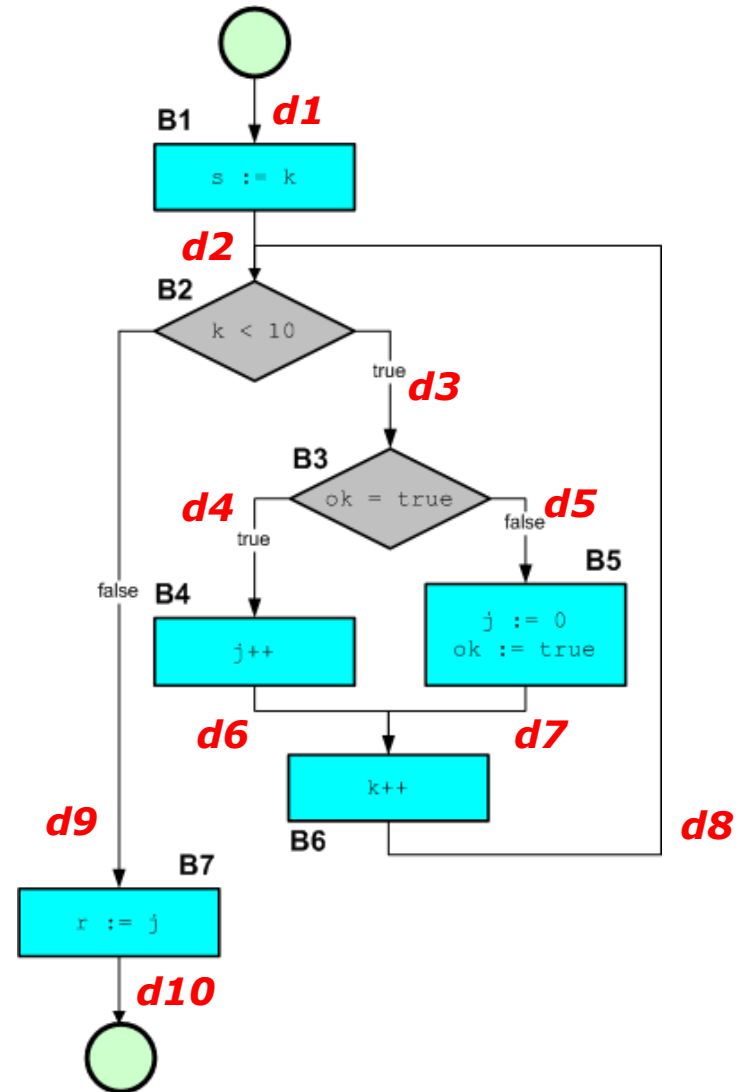 d1
B1
s := k
d2
B2
k < 10
true
d3
B3
ok = true
d4
true
d5
false
B5
j := 0
ok := true
false
B4
j++
d6
d7
k++
B6
d8
d9
B7
r := j
d10